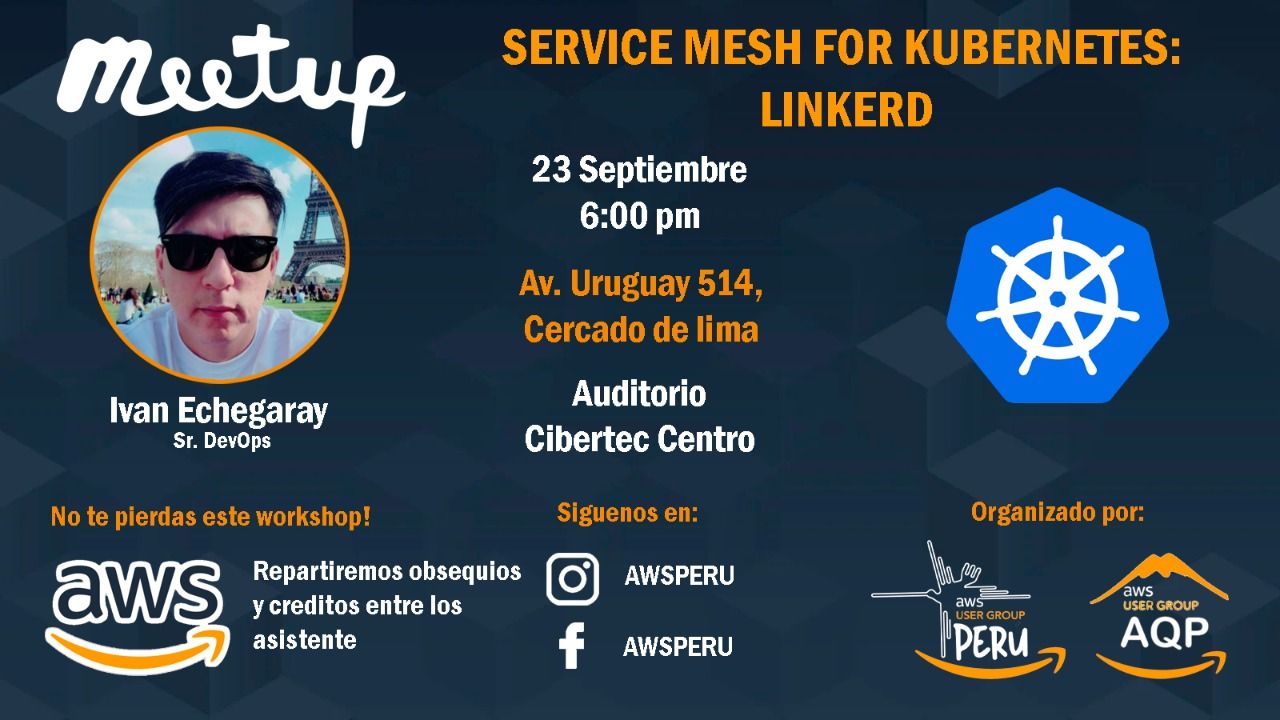 Meetup
SERVICE MESH FOR KUBERNETES:
LINKERD
23 Septiembre
6:00 pm
Av. Uruguay 514,
Cercado de lima
Auditorio
Cibertec Centro
Ivan Echegaray
Sr. DevOps
No te pierdas este workshop!
aws
Repartiremos obsequios
y creditos entre los
asistente
Siguenos en:
AWSPERU
AWSPERU
Organizado por:
aws
USER GROUP
PERU
aws
USER GROUP
AQP